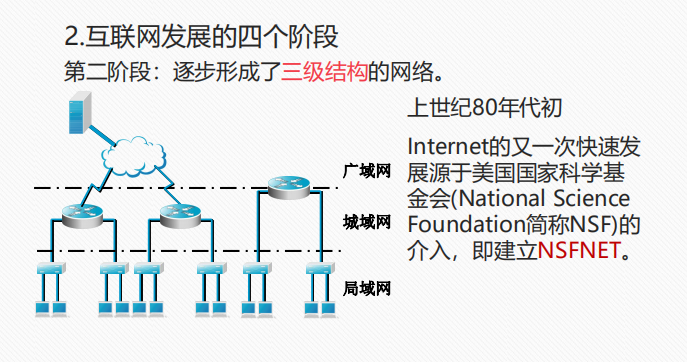 2.互联网发展的四个阶段
第二阶段：逐步形成了三级结构的网络。
上世纪80年代初
Internet的又一次快速发
展源于美国国家科学基
金会(National Science
Foundation简称NSF)的
介入，即建立NSFNET。
广域网
城域网
局域网